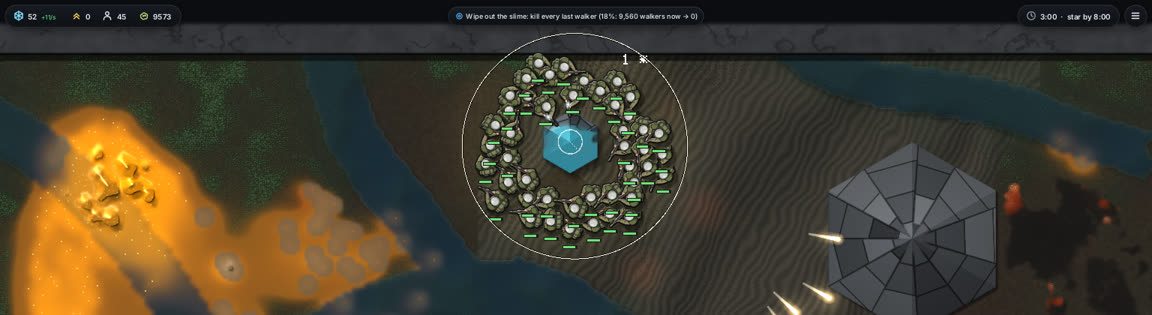 52 +11/s 0 45 9573
Wipe out the slime: kill every last walker (18%: 9,560 walkers now → 0)
3:00 · star by 8:00
1